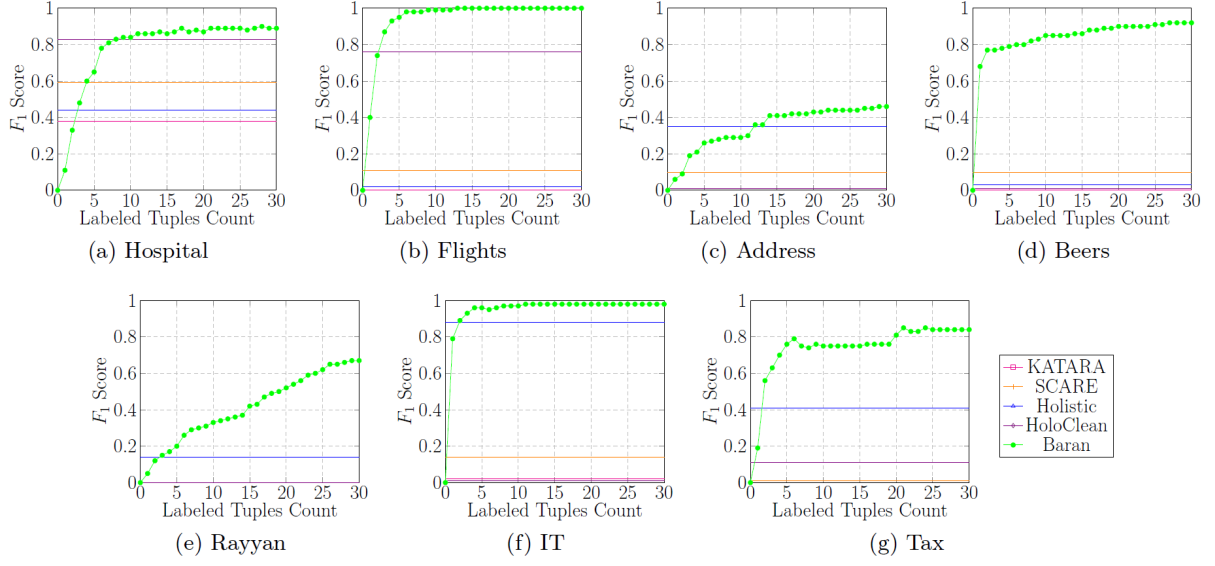 1
0.8
0.6
0.4
0.2
0
F1 Score
0 5 10 15 20 25 30
Labeled Tuples Count
(a) Hospital
1
0.8
0.6
0.4
0.2
0
F1 Score
0 5 10 15 20 25 30
Labeled Tuples Count
(b) Flights
1
0.8
0.6
0.4
0.2
0
F1 Score
0 5 10 15 20 25 30
Labeled Tuples Count
(c) Address
1
0.8
0.6
0.4
0.2
0
F1 Score
0 5 10 15 20 25 30
Labeled Tuples Count
(d) Beers
1
0.8
0.6
0.4
0.2
0
F1 Score
0 5 10 15 20 25 30
Labeled Tuples Count
(e) Rayyan
1
0.8
0.6
0.4
0.2
0
F1 Score
0 5 10 15 20 25 30
Labeled Tuples Count
(f) IT
1
0.8
0.6
0.4
0.2
0
F1 Score
0 5 10 15 20 25 30
Labeled Tuples Count
(g) Tax
KATARA
SCARE
Holistic
HoloClean
Baran